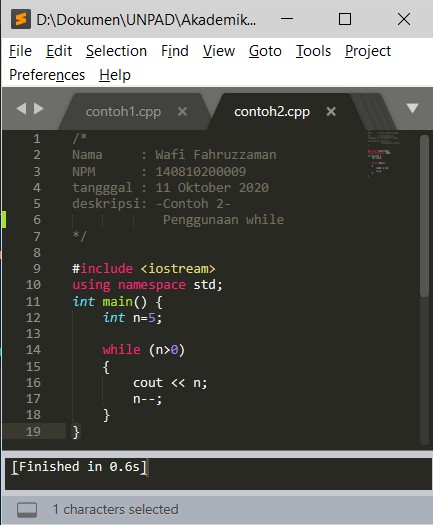 D:\Dokumen\UNPAD\Akademik...
File Edit Selection Find View Goto Tools Project
Preferences Help
contoh1.cpp contoh2.cpp
1 /*
2 Nama     : Wafi Fahruzzaman
3 NPM      : 140810200009
4 tangggal : 11 Oktober 2020
5 deskripsi: -Contoh 2-
6             Penggunaan while
7 */
8
9 #include <iostream>
10 using namespace std;
11 int main() {
12     int n=5;
13
14     while (n>0)
15     {
16         cout << n;
17         n--;
18     }
19 }
[Finished in 0.6s]
1 characters selected